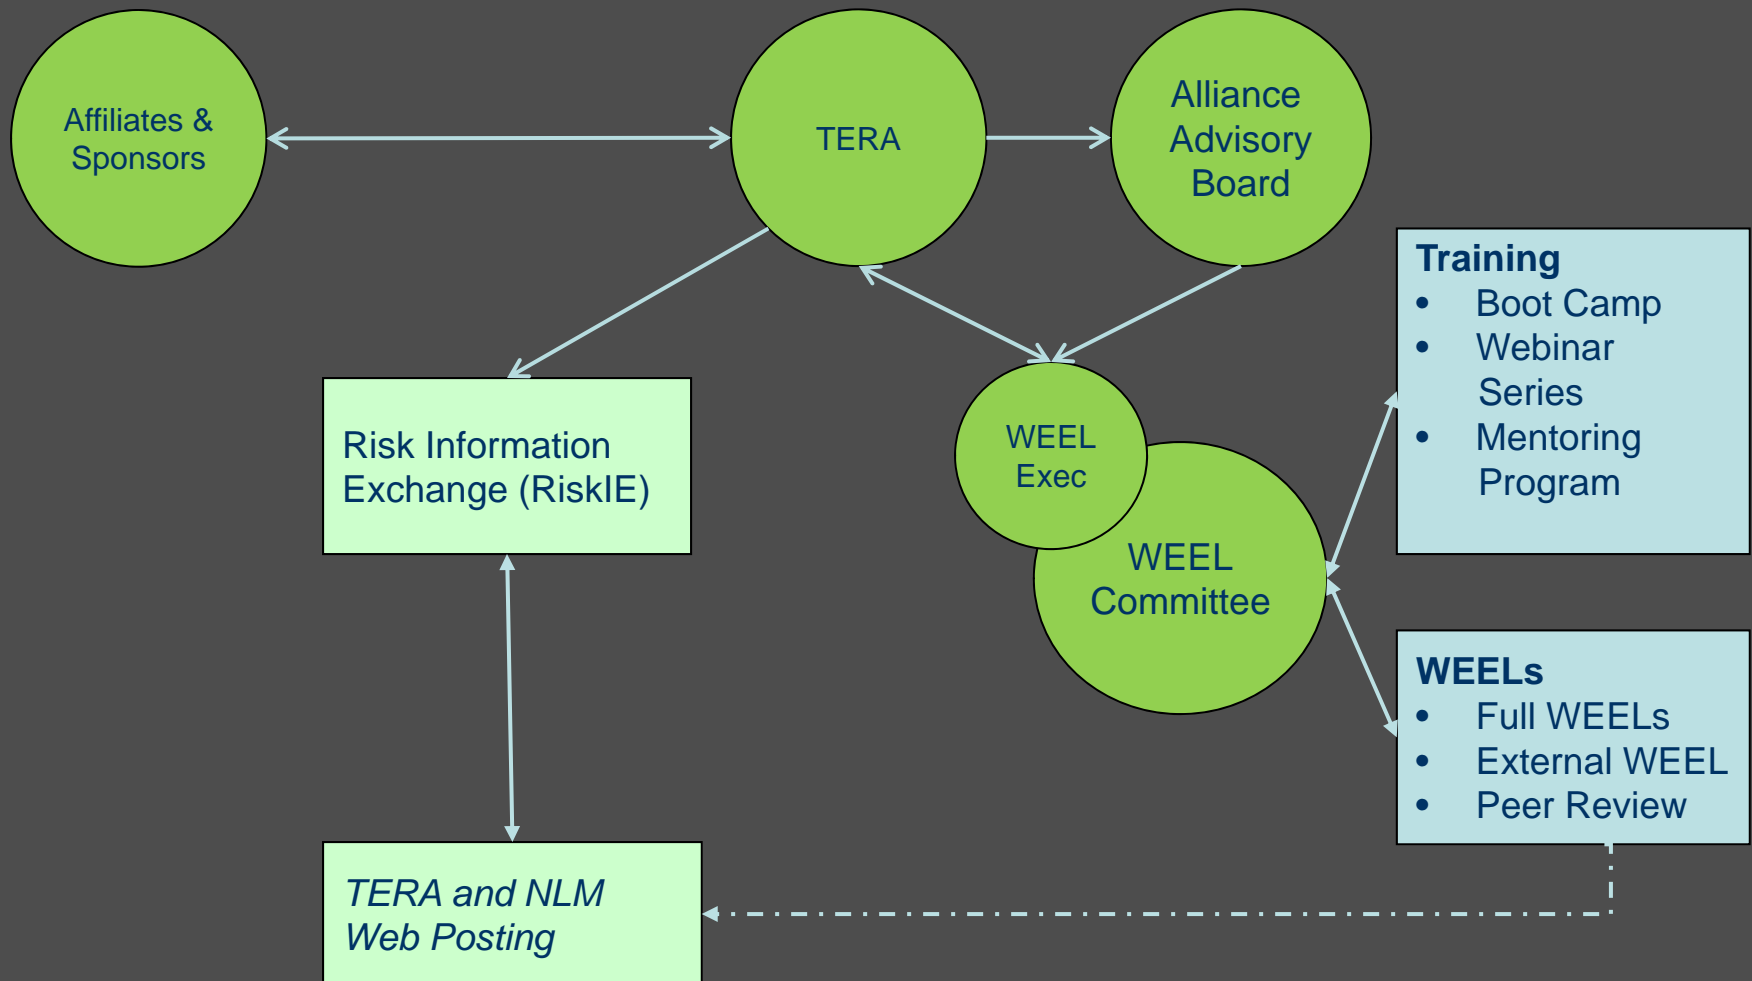 Affiliates &
Sponsors
TERA
Alliance
Advisory
Board
Training
• Boot Camp
• Webinar
Series
• Mentoring
Program
Risk Information
Exchange (RiskIE)
WEEL
Exec
WEEL
Committee
WEELs
• Full WEELs
• External WEEL
• Peer Review
TERA and NLM
Web Posting